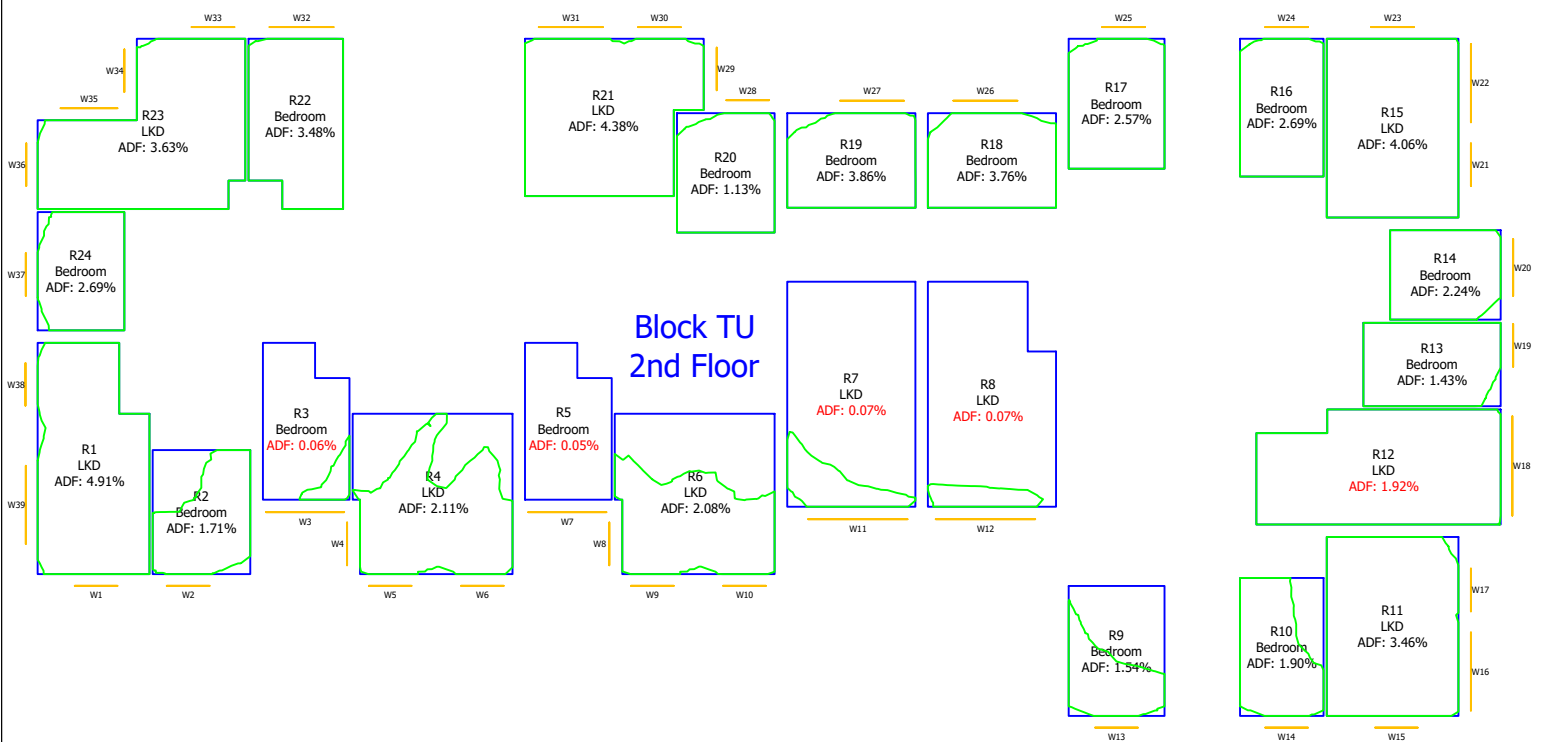 W33
W32
W31
W30
W25
W24
W23
W34
W29
W22
W35
W28
W27
W26
R23
LKD
ADF: 3.63%
R22
Bedroom
ADF: 3.48%
R21
LKD
ADF: 4.38%
R20
Bedroom
ADF: 1.13%
R19
Bedroom
ADF: 3.86%
R18
Bedroom
ADF: 3.76%
R17
Bedroom
ADF: 2.57%
R16
Bedroom
ADF: 2.69%
R15
LKD
ADF: 4.06%
W36
W21
W37
R24
Bedroom
ADF: 2.69%
R14
Bedroom
ADF: 2.24%
W20
Block TU
2nd Floor
R13
Bedroom
ADF: 1.43%
W19
W38
R1
LKD
ADF: 4.91%
W39
R2
Bedroom
ADF: 1.71%
R3
Bedroom
ADF: 0.06%
W3
W4
R4
LKD
ADF: 2.11%
R5
Bedroom
ADF: 0.05%
W7
W8
R6
LKD
ADF: 2.08%
R7
LKD
ADF: 0.07%
R8
LKD
ADF: 0.07%
W11
W12
R12
LKD
ADF: 1.92%
W18
W1
W2
W5
W6
W9
W10
R9
Bedroom
ADF: 1.54%
R10
Bedroom
ADF: 1.90%
R11
LKD
ADF: 3.46%
W17
W16
W13
W14
W15